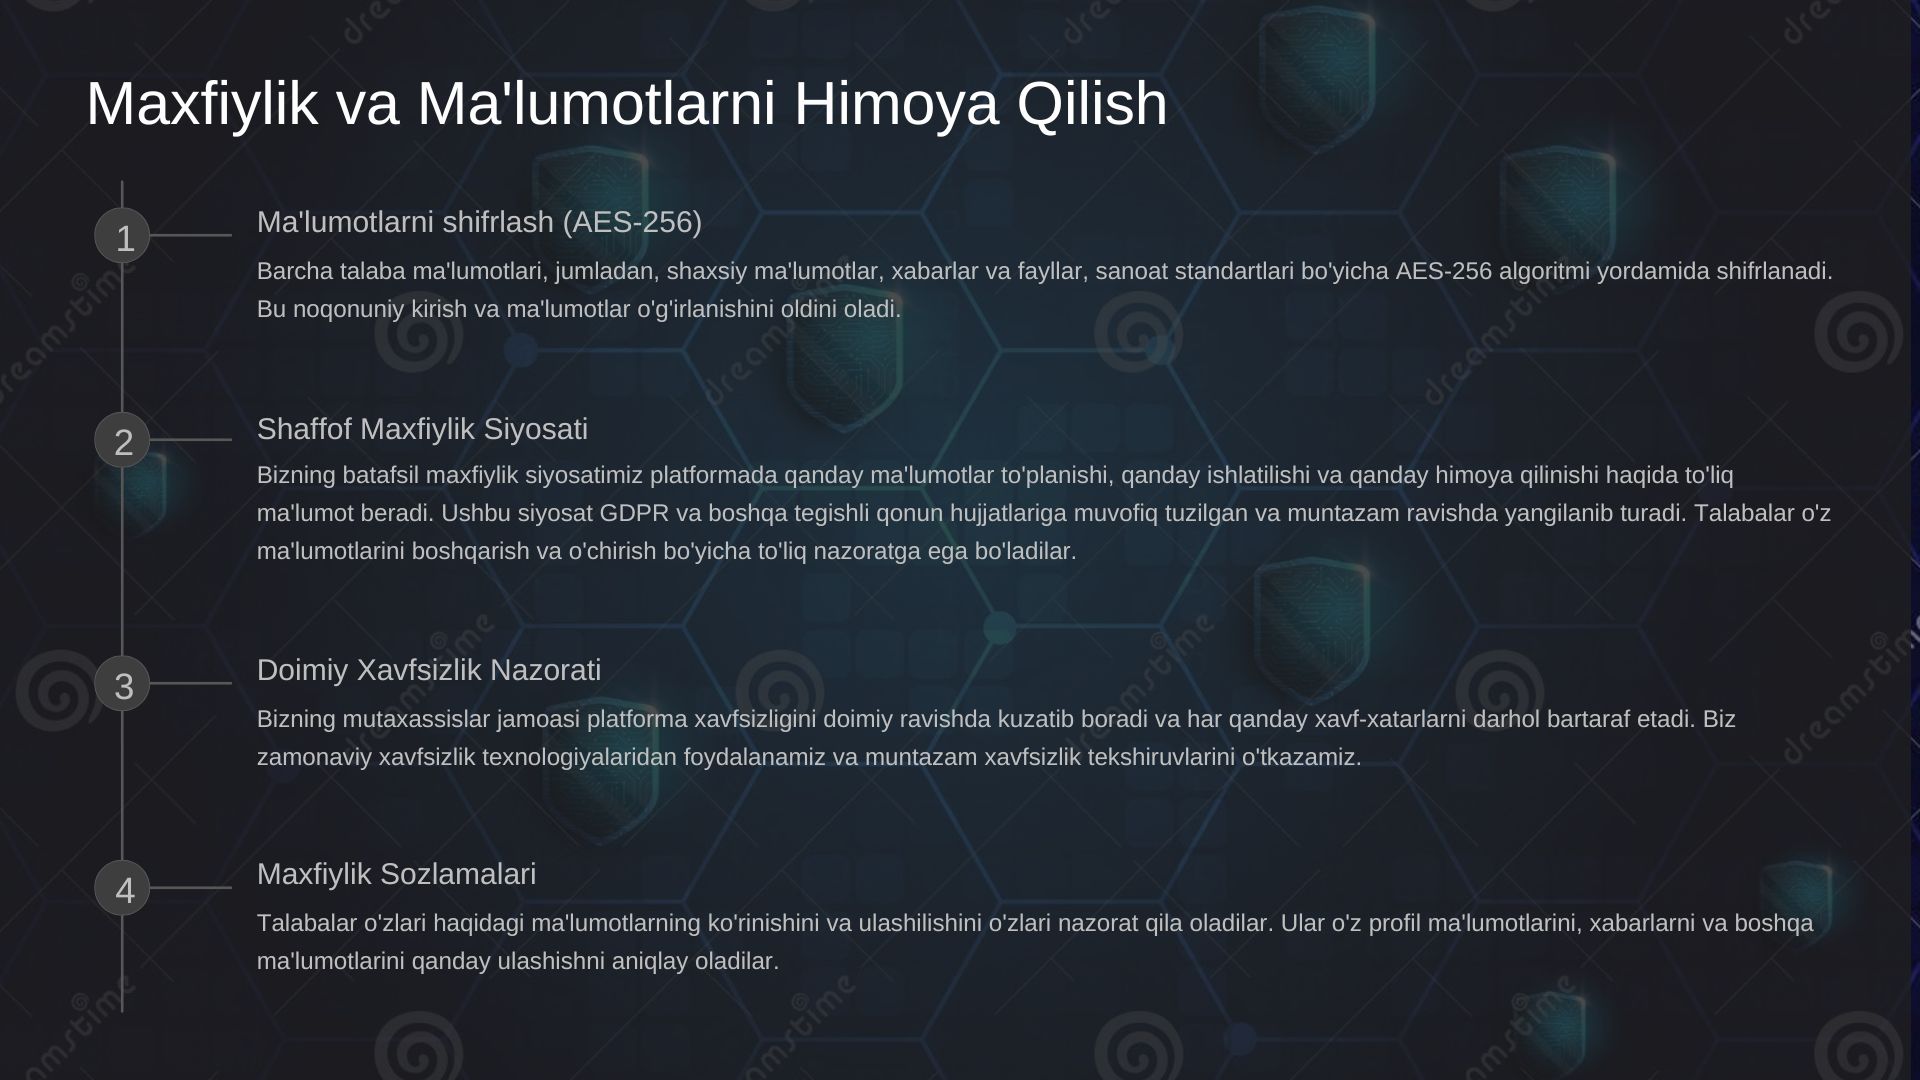 Maxfiylik va Ma'lumotlarni Himoya Qilish
1
Ma'lumotlarni shifrlash (AES-256)
Barcha talaba ma'lumotlari, jumladan, shaxsiy ma'lumotlar, xabarlar va fayllar, sanoat standartlari bo'yicha AES-256 algoritmi yordamida shifrlanadi.
Bu noqonuniy kirish va ma'lumotlar o'g'irlanishini oldini oladi.
2
Shaffof Maxfiylik Siyosati
Bizning batafsil maxfiylik siyosatimiz platformada qanday ma'lumotlar to'planishi, qanday ishlatilishi va qanday himoya qilinishi haqida to'liq
ma'lumot beradi. Ushbu siyosat GDPR va boshqa tegishli qonun hujjatlariga muvofiq tuzilgan va muntazam ravishda yangilanib turadi. Talabalar o'z
ma'lumotlarini boshqarish va o'chirish bo'yicha to'liq nazoratga ega bo'ladilar.
3
Doimiy Xavfsizlik Nazorati
Bizning mutaxassislar jamoasi platforma xavfsizligini doimiy ravishda kuzatib boradi va har qanday xavf-xatarlarni darhol bartaraf etadi. Biz
zamonaviy xavfsizlik texnologiyalaridan foydalanamiz va muntazam xavfsizlik tekshiruvlarini o'tkazamiz.
4
Maxfiylik Sozlamalari
Talabalar o'zlari haqidagi ma'lumotlarning ko'rinishini va ulashilishini o'zlari nazorat qila oladilar. Ular o'z profil ma'lumotlarini, xabarlarni va boshqa
ma'lumotlarini qanday ulashishni aniqlay oladilar.
dreamstime
dreamstime
dreamstime
dreamstime
dreamstime
dreamstime